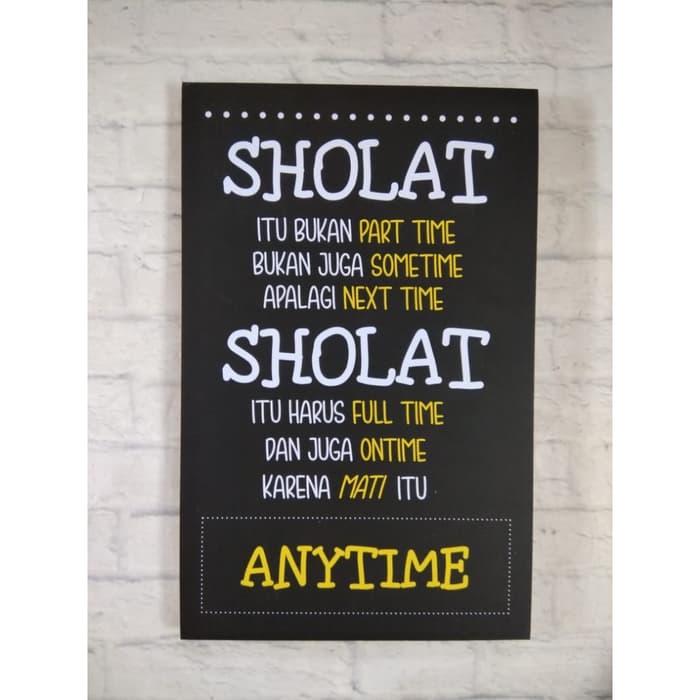 SHOLAT
ITU BUKAN PART TIME
BUKAN JUGA SOMETIME
APALAGI NEXT TIME
SHOLAT
ITU HARUS FULL TIME
DAN JUGA ONTIME
KARENA MATI ITU
ANYTIME